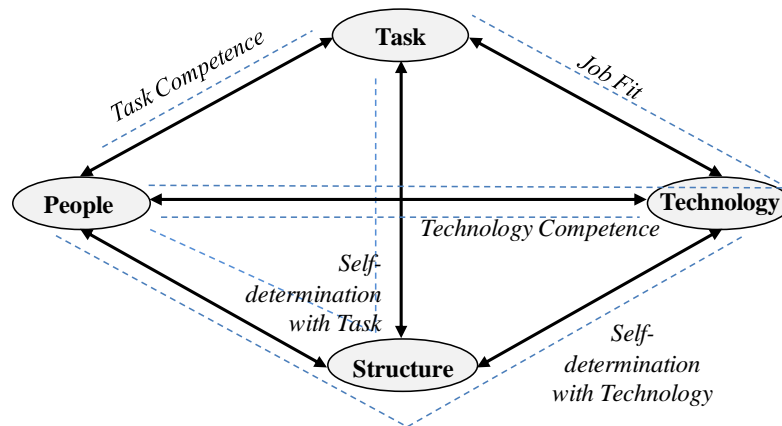 Task
Task Competence
Job Fit
People
Technology
Technology Competence
Self-
determination
with Task
Self-
determination
with Technology
Structure